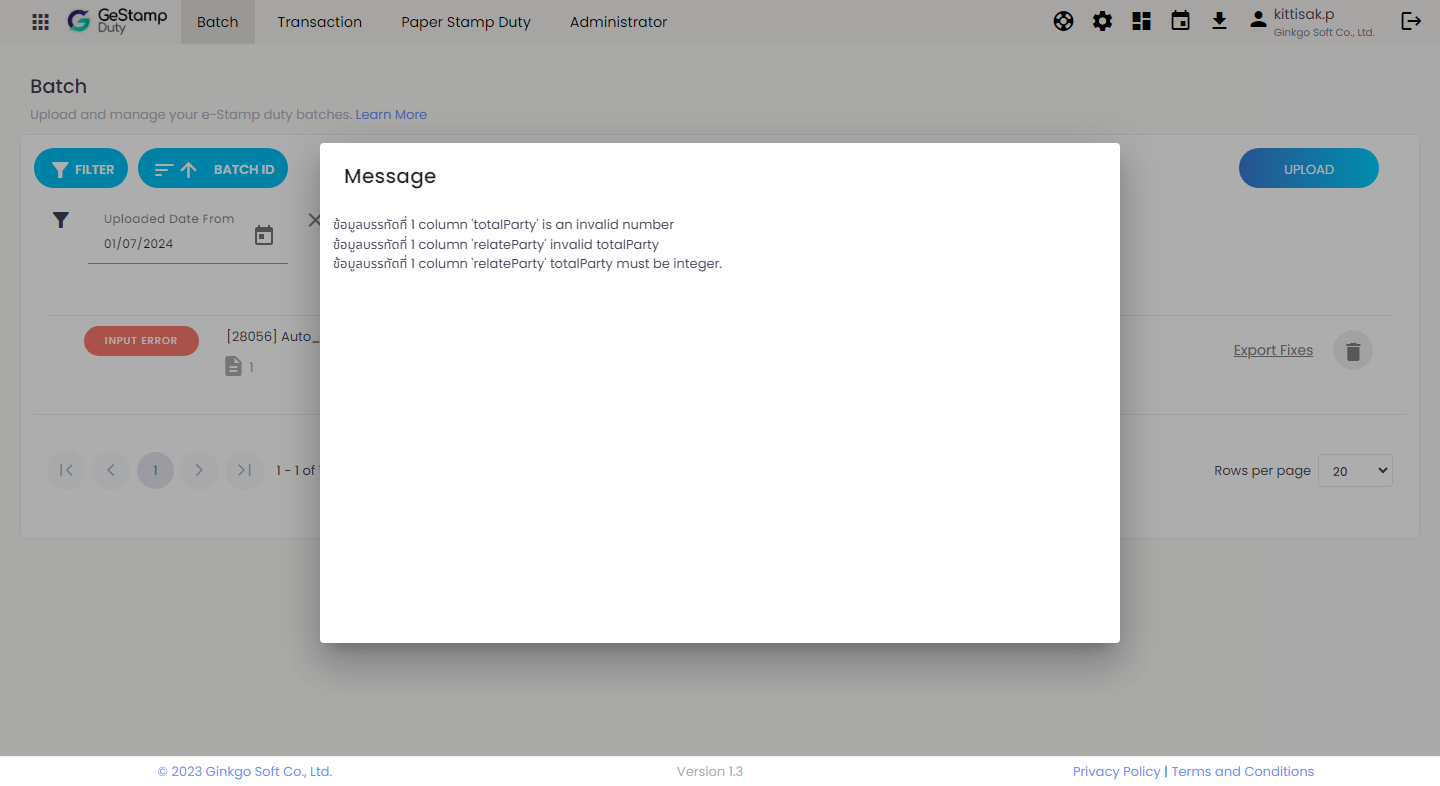 GeStamp
Duty
Batch
Transaction
Paper Stamp Duty
Administrator
kittisak.p
Ginkgo Soft Co., Ltd.
Batch
Upload and manage your e-Stamp duty batches. Learn More
FILTER
BATCH ID
UPLOAD
Uploaded Date From
01/07/2024
Message
ข้อมูลบรรทัดที่ 1 column 'totalParty' is an invalid number
ข้อมูลบรรทัดที่ 1 column 'relateParty' invalid totalParty
ข้อมูลบรรทัดที่ 1 column 'relateParty' totalParty must be integer.
INPUT ERROR
[28056] Auto_
1
Export Fixes
1
1 - 1 of
Rows per page
20
© 2023 Ginkgo Soft Co., Ltd.
Version 1.3
Privacy Policy | Terms and Conditions